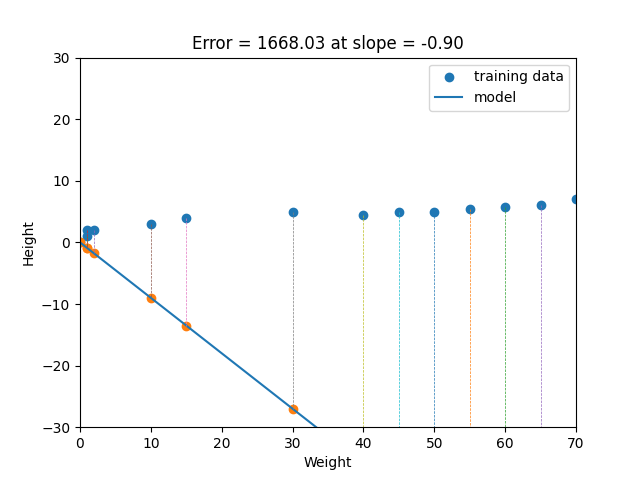 Error = 1668.03 at slope = -0.90
training data
model
Height
30
20
10
0
−10
−20
−30
0 10 20 30 40 50 60 70
Weight